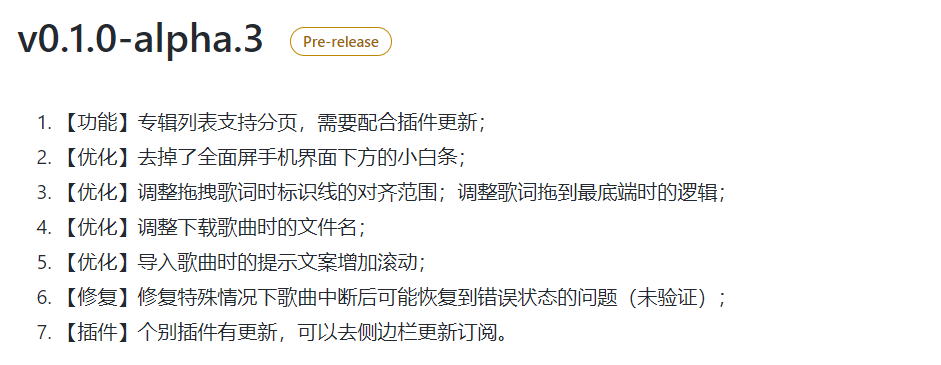 v0.1.0-alpha.3 Pre-release
1. 【功能】专辑列表支持分页，需要配合插件更新；
2. 【优化】去掉了全面屏手机界面下方的小白条；
3. 【优化】调整拖拽歌词时标识线的对齐范围；调整歌词拖到最底端时的逻辑；
4. 【优化】调整下载歌曲时的文件名；
5. 【优化】导入歌曲时的提示文案增加滚动；
6. 【修复】修复特殊情况下歌曲中断后可能恢复到错误状态的问题（未验证）；
7. 【插件】个别插件有更新，可以去侧边栏更新订阅。